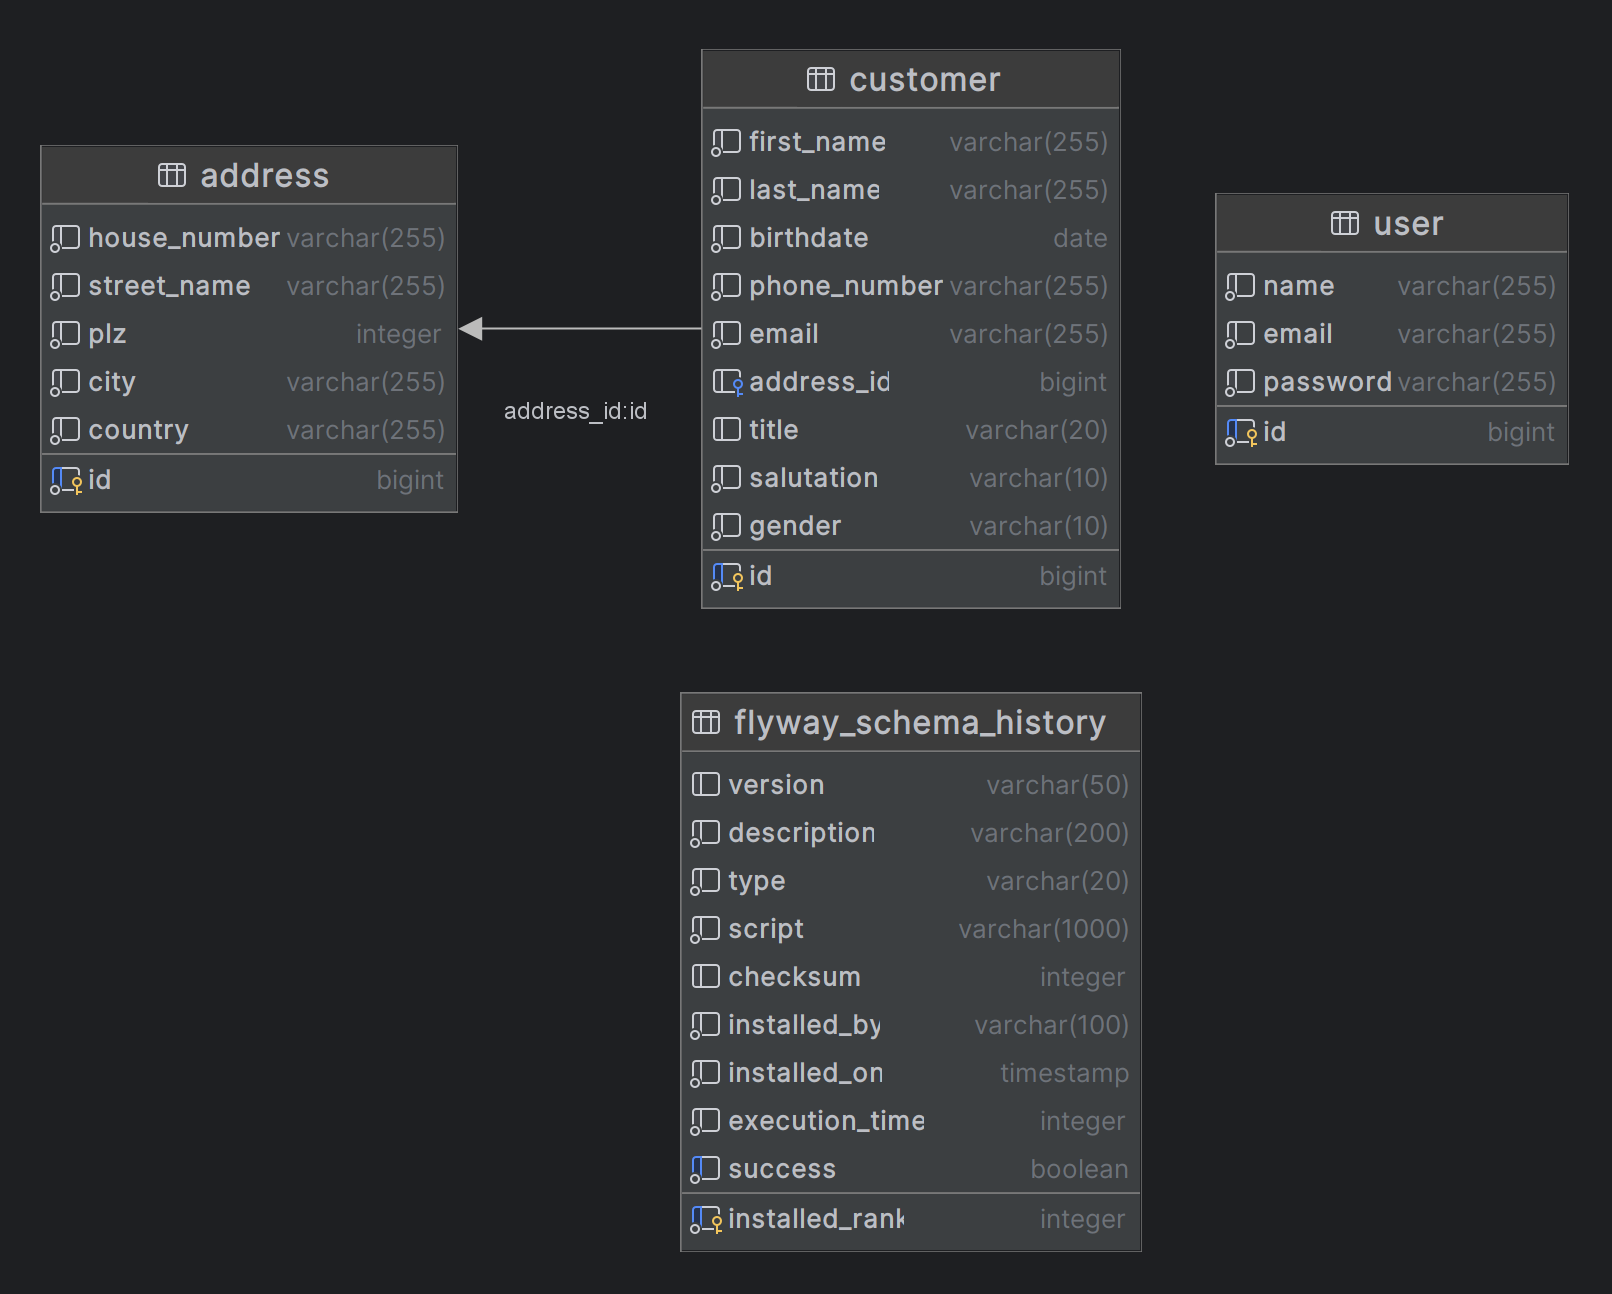 address
house_number varchar(255)
street_name varchar(255)
plz integer
city varchar(255)
country varchar(255)
id bigint
address_id:id
customer
first_name varchar(255)
last_name varchar(255)
birthdate date
phone_number varchar(255)
email varchar(255)
address_id bigint
title varchar(20)
salutation varchar(10)
gender varchar(10)
id bigint
user
name varchar(255)
email varchar(255)
password varchar(255)
id bigint
flyway_schema_history
version varchar(50)
description varchar(200)
type varchar(20)
script varchar(1000)
checksum integer
installed_by varchar(100)
installed_on timestamp
execution_time integer
success boolean
installed_rank integer